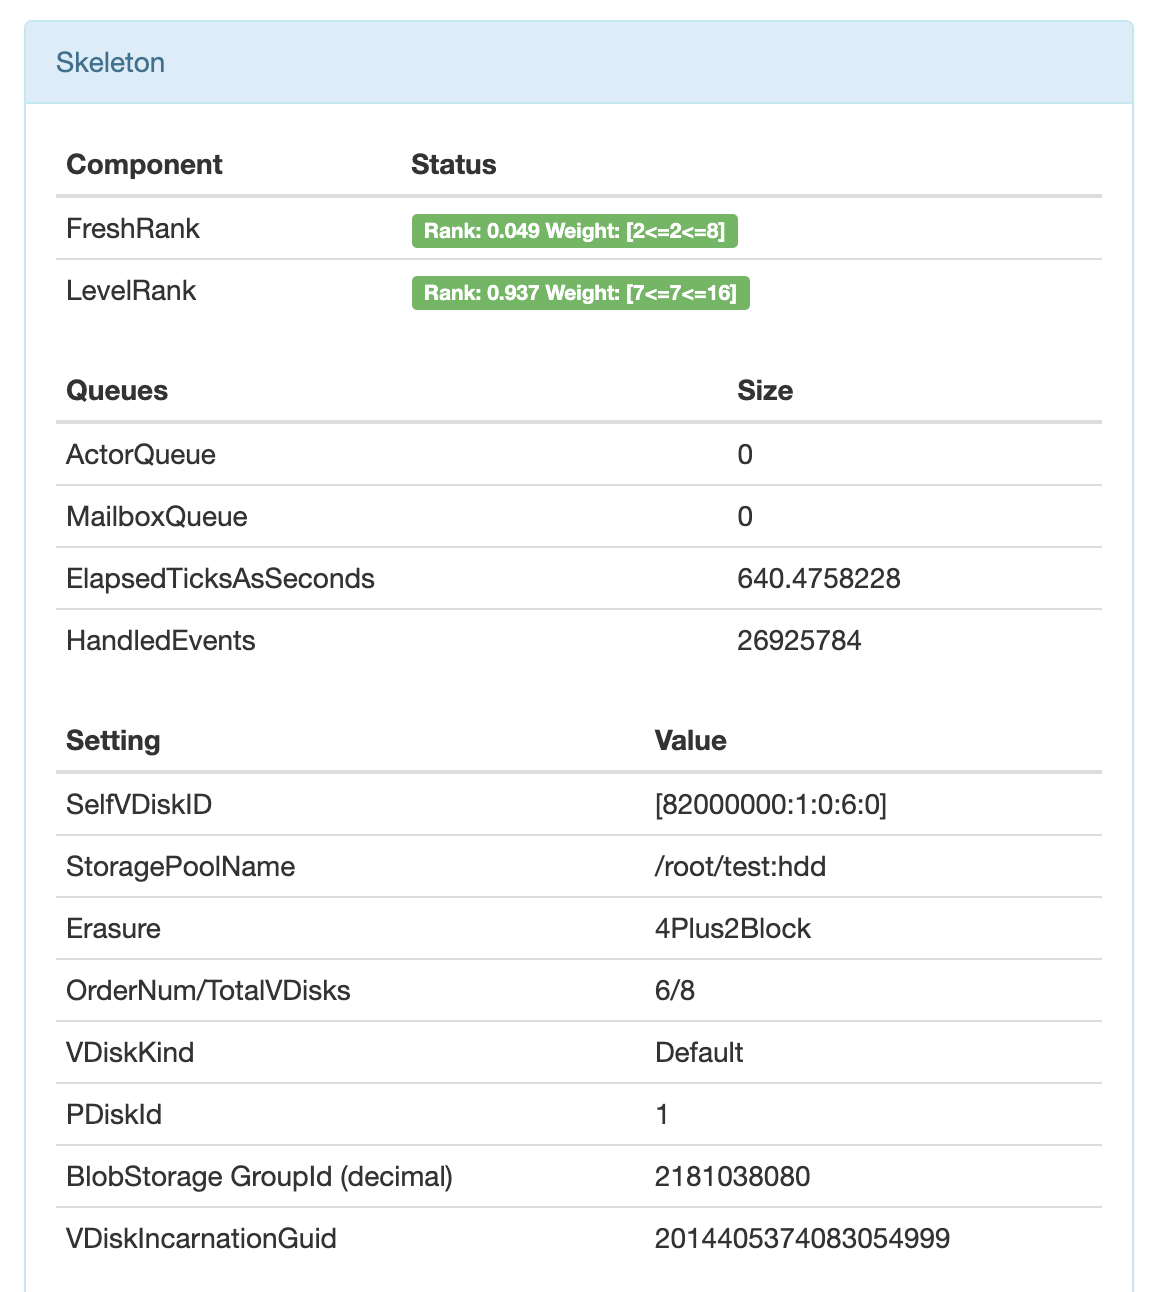 Skeleton
Component Status
FreshRank Rank: 0.049 Weight: [2<=2<=8]
LevelRank Rank: 0.937 Weight: [7<=7<=16]
Queues Size
ActorQueue 0
MailboxQueue 0
ElapsedTicksAsSeconds 640.4758228
HandledEvents 26925784
Setting Value
SelfVDiskID [82000000:1:0:6:0]
StoragePoolName /root/test:hdd
Erasure 4Plus2Block
OrderNum/TotalVDisks 6/8
VDiskKind Default
PDiskId 1
BlobStorage GroupId (decimal) 2181038080
VDiskIncarnationGuid 2014405374083054999